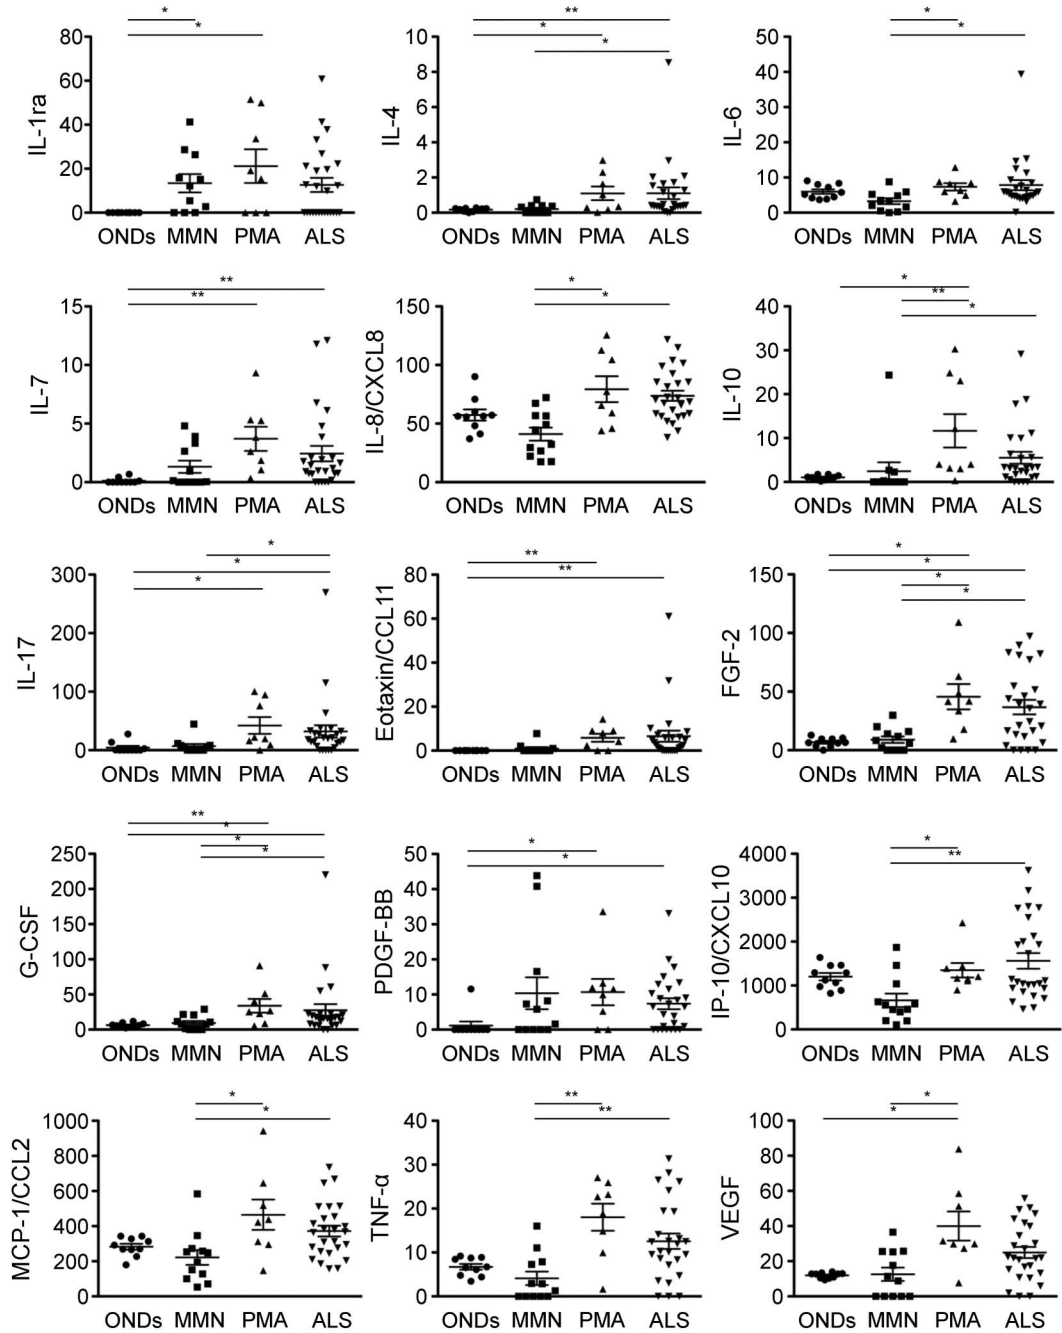 * **
* * *
80 10 50
* *
IL-1ra IL-4 IL-6
60 8 40
40 6 30
4 20
20 2 10
0 0 0
ONDs MMN PMA ALS ONDs MMN PMA ALS ONDs MMN PMA ALS
** * *
** * ** *
15 150 40
IL-7 IL-8/CXCL8 IL-10
10 100 30
20
5 50 10
0 0 0
ONDs MMN PMA ALS ONDs MMN PMA ALS ONDs MMN PMA ALS
* ** *
* ** * *
* *
300 80 150
IL-17 Eotaxin/CCL11 FGF-2
200 60 100
40
100 20 50
0 0 0
ONDs MMN PMA ALS ONDs MMN PMA ALS ONDs MMN PMA ALS
** * *
* * * **
*
250 50 4000
G-CSF PDGF-BB IP-10/CXCL10
200 40 3000
150 30
100 20 2000
50 10 1000
0 0 0
ONDs MMN PMA ALS ONDs MMN PMA ALS ONDs MMN PMA ALS
* ** *
* ** *
1000 40 100
MCP-1/CCL2 TNF-α VEGF
800 30 80
600 60
400 20 40
200 10 20
0 0 0
ONDs MMN PMA ALS ONDs MMN PMA ALS ONDs MMN PMA ALS